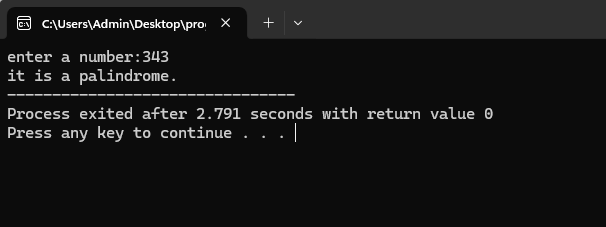 C:\Users\Admin\Desktop\pro
enter a number:343
it is a palindrome.
--------------------------------
Process exited after 2.791 seconds with return value 0
Press any key to continue . . .